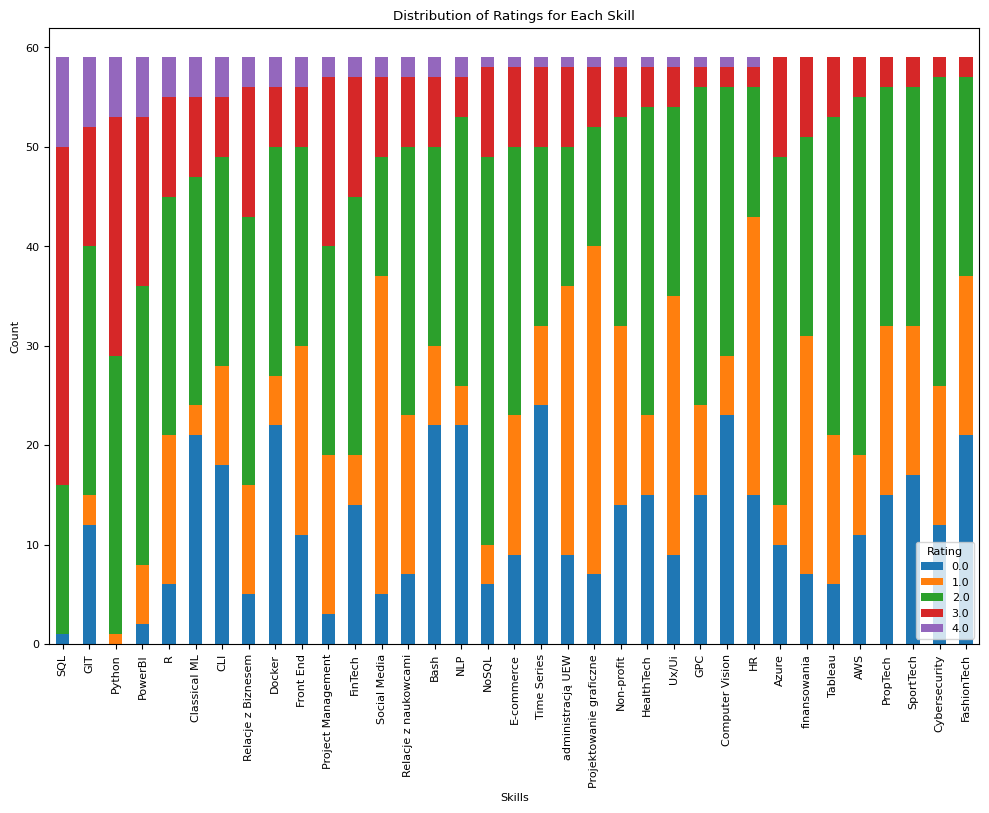 Distribution of Ratings for Each Skill
60
50
40
30
20
10
0
Count
SQL
GIT
Python
PowerBI
R
Classical ML
CLI
Relacje z Biznesem
Docker
Front End
Project Management
FinTech
Social Media
Relacje z naukowcami
Bash
NLP
NoSQL
E-commerce
Time Series
administracją UEW
Projektowanie graficzne
Non-profit
HealthTech
Ux/Ui
GPC
Computer Vision
HR
Azure
finansowania
Tableau
AWS
PropTech
SportTech
Cybersecurity
FashionTech
Skills
Rating
0.0
1.0
2.0
3.0
4.0